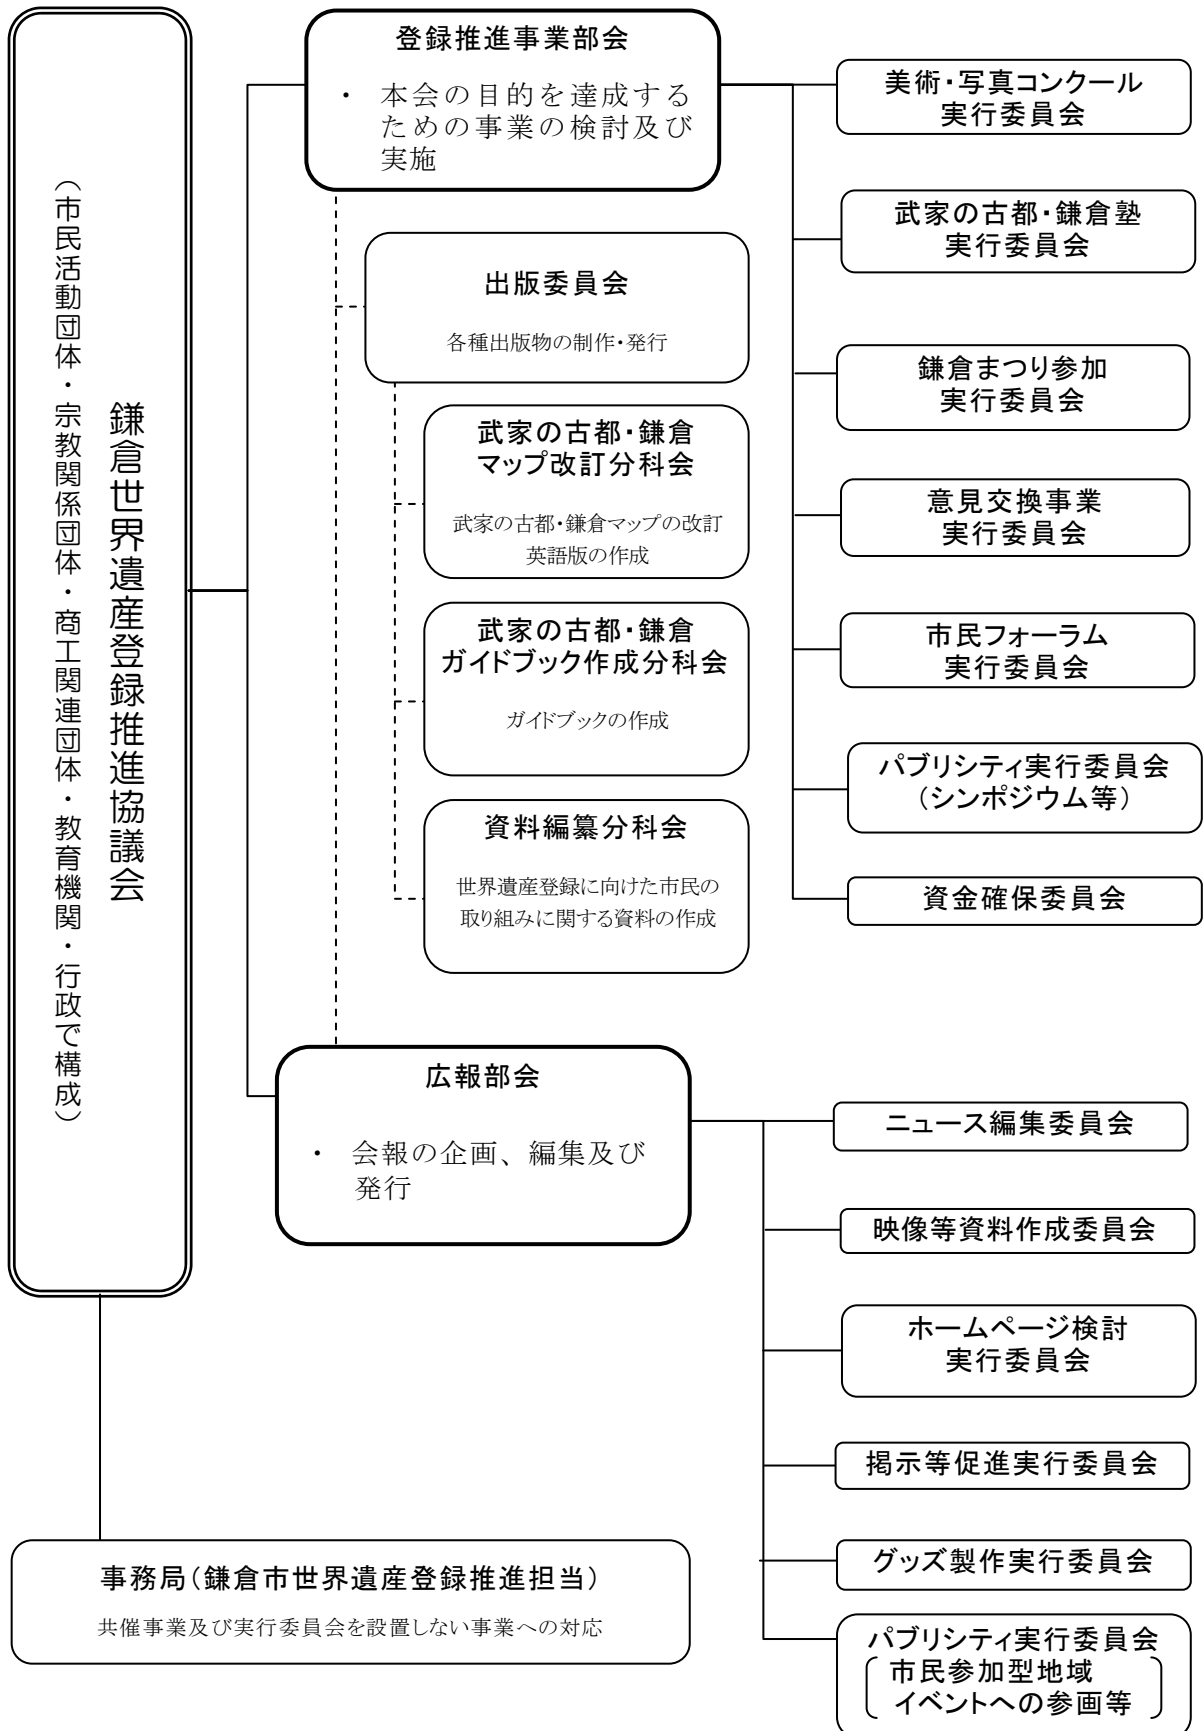 鎌倉世界遺産登録推進協議会
（市民活動団体・宗教関係団体・商工関連団体・教育機関・行政で構成）
登録推進事業部会
・ 本会の目的を達成する
ための事業の検討及び
実施
出版委員会
各種出版物の制作・発行
武家の古都・鎌倉
マップ改訂分科会
武家の古都・鎌倉マップの改訂
英語版の作成
武家の古都・鎌倉
ガイドブック作成分科会
ガイドブックの作成
資料編纂分科会
世界遺産登録に向けた市民の
取り組みに関する資料の作成
美術・写真コンクール
実行委員会
武家の古都・鎌倉塾
実行委員会
鎌倉まつり参加
実行委員会
意見交換事業
実行委員会
市民フォーラム
実行委員会
パブリシティ実行委員会
（シンポジウム等）
資金確保委員会
広報部会
・ 会報の企画、編集及び
発行
ニュース編集委員会
映像等資料作成委員会
ホームページ検討
実行委員会
掲示等促進実行委員会
グッズ製作実行委員会
パブリシティ実行委員会
市民参加型地域
イベントへの参画等
事務局（鎌倉市世界遺産登録推進担当）
共催事業及び実行委員会を設置しない事業への対応